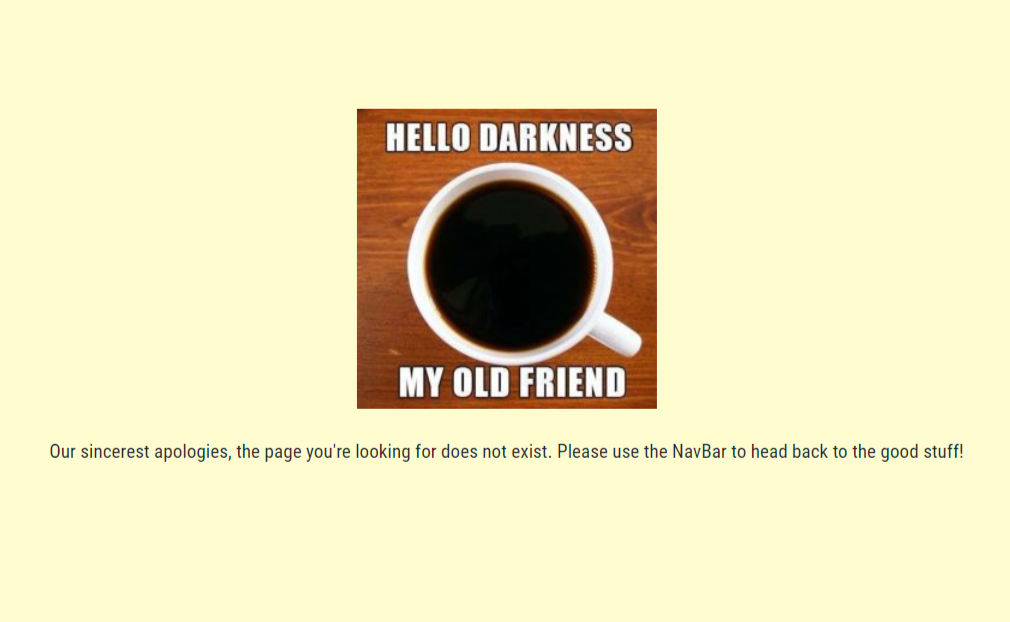 HELLO DARKNESS
MY OLD FRIEND
Our sincerest apologies, the page you're looking for does not exist. Please use the NavBar to head back to the good stuff!